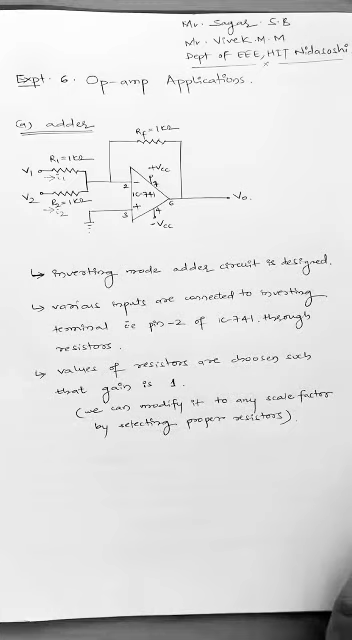 Mr. Sagar. S.B
Mr. Vivek. M. M
Dept of EEE, HIT Nidasoshi
Expt. 6. Op-amp Applications.
(a) adder
Rf = 1KΩ
R1 = 1KΩ
V1
→ i1
V2
R2 = 1KΩ
→ i2
+Vcc
2
-
7
IC-741
+
3
4
6
Vo.
-Vcc
↳ inverting mode adder circuit is designed.
↳ various inputs are connected to inverting
terminal ie pin-2 of IC-741. through
resistors.
↳ values of resistors are choosen such
that gain is 1.
(we can modify it to any scale factor
by selecting proper resistors).